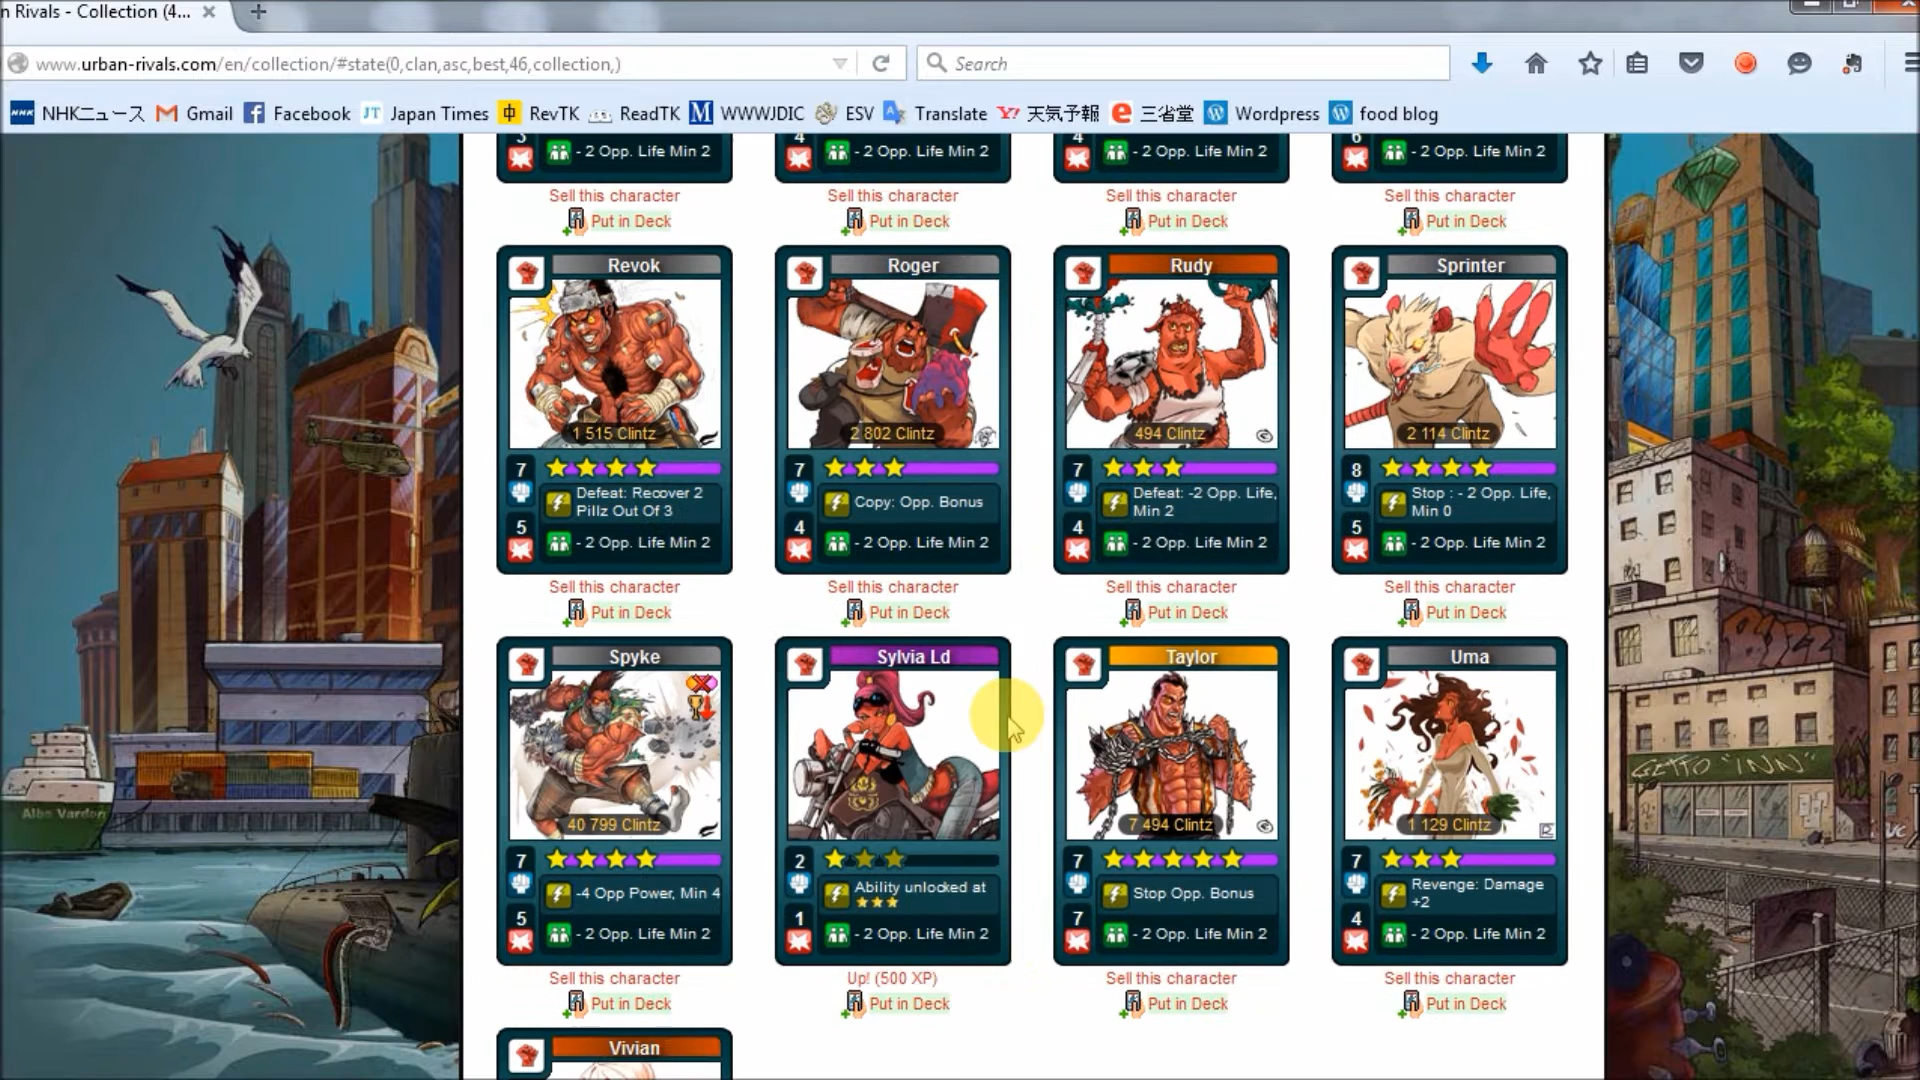 n Rivals - Collection (4...
www.urban-rivals.com/en/collection/#state(0,clan,asc,best,46,collection,)
Search
NHKニュース Gmail Facebook JT Japan Times 中 RevTK ReadTK M WWWJDIC ESV Translate Y! 天気予報 e 三省堂 Wordpress food blog
3 - 2 Opp. Life Min 2
4 - 2 Opp. Life Min 2
4 - 2 Opp. Life Min 2
6 - 2 Opp. Life Min 2
Sell this character
Put in Deck
Sell this character
Put in Deck
Sell this character
Put in Deck
Sell this character
Put in Deck
Revok
1 515 Clintz
7
Defeat: Recover 2
Pillz Out Of 3
5
- 2 Opp. Life Min 2
Sell this character
Put in Deck
Roger
2 802 Clintz
7
Copy: Opp. Bonus
4
- 2 Opp. Life Min 2
Sell this character
Put in Deck
Rudy
494 Clintz
7
Defeat: -2 Opp. Life,
Min 2
4
- 2 Opp. Life Min 2
Sell this character
Put in Deck
Sprinter
2 114 Clintz
8
Stop : - 2 Opp. Life,
Min 0
5
- 2 Opp. Life Min 2
Sell this character
Put in Deck
Spyke
40 799 Clintz
7
-4 Opp Power, Min 4
5
- 2 Opp. Life Min 2
Sell this character
Put in Deck
Sylvia Ld
2
Ability unlocked at
1
- 2 Opp. Life Min 2
Up! (500 XP)
Put in Deck
Taylor
7 494 Clintz
7
Stop Opp. Bonus
7
- 2 Opp. Life Min 2
Sell this character
Put in Deck
Uma
1 129 Clintz
7
Revenge: Damage
+2
4
- 2 Opp. Life Min 2
Sell this character
Put in Deck
Vivian
Albo Varden
GETTO "INN"